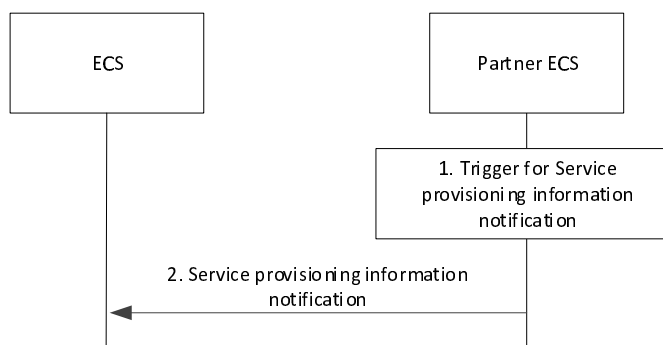 ECS
Partner ECS
1. Trigger for Service
provisioning information
notification
2. Service provisioning information
notification